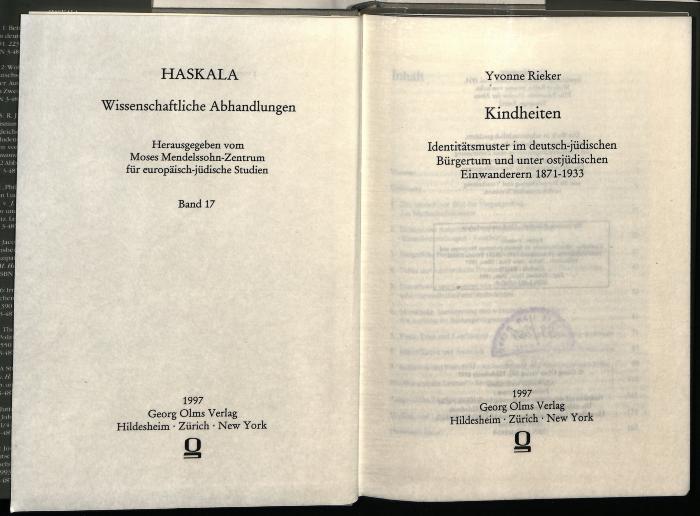 HASKALA
Wissenschaftliche Abhandlungen
Herausgegeben vom
Moses Mendelssohn-Zentrum
für europäisch-jüdische Studien
Band 17
1997
Georg Olms Verlag
Hildesheim · Zürich · New York
Yvonne Rieker
Kindheiten
Identitätsmuster im deutsch-jüdischen
Bürgertum und unter ostjüdischen
Einwanderern 1871-1933
1997
Georg Olms Verlag
Hildesheim · Zürich · New York